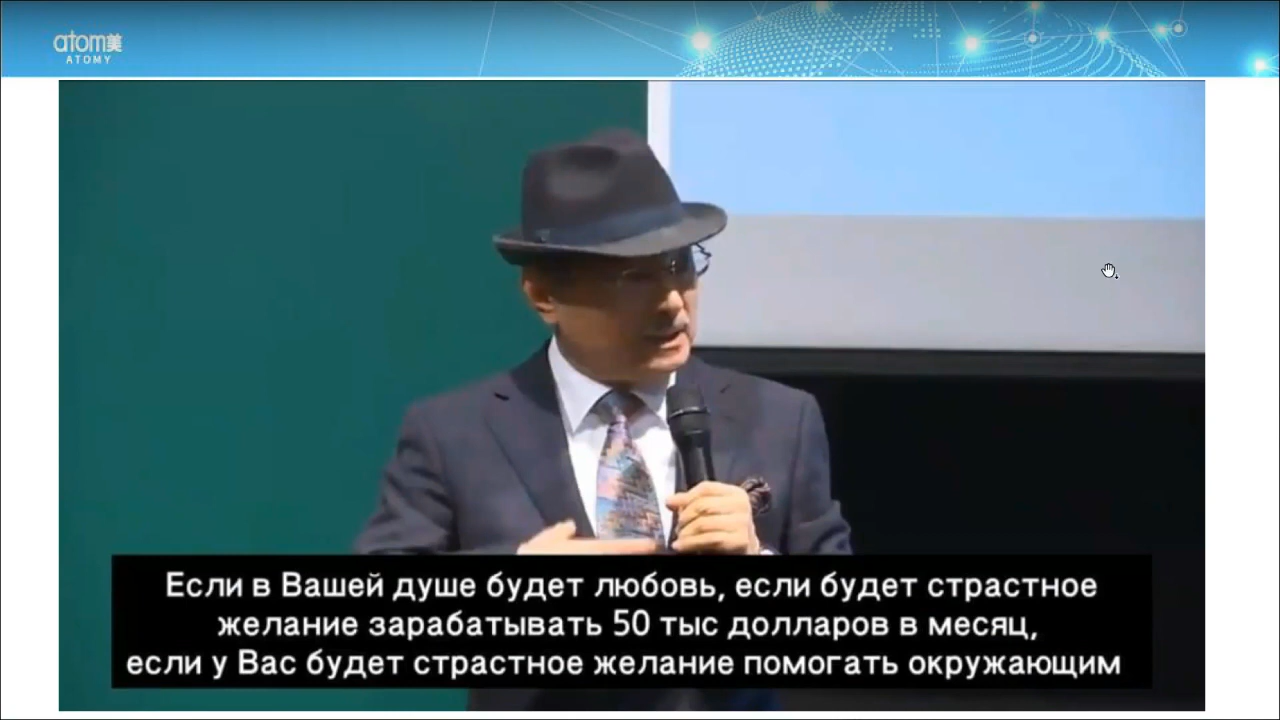 atom美
ATOMY
Если в Вашей душе будет любовь, если будет страстное
желание зарабатывать 50 тыс долларов в месяц,
если у Вас будет страстное желание помогать окружающим